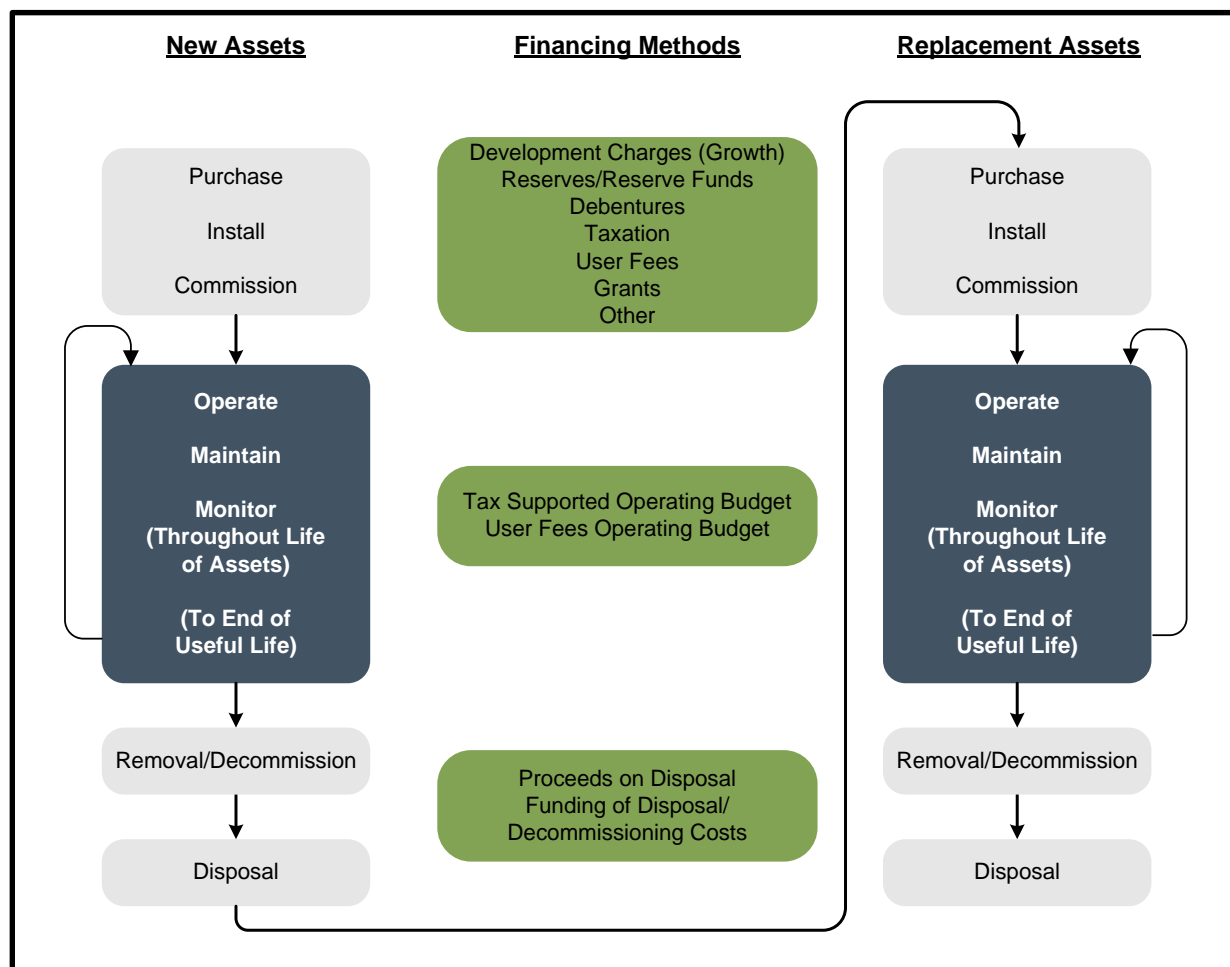 New Assets
Financing Methods
Replacement Assets
Purchase
Install
Commission
Development Charges (Growth)
Reserves/Reserve Funds
Debentures
Taxation
User Fees
Grants
Other
Purchase
Install
Commission
Operate
Maintain
Monitor
(Throughout Life
of Assets)
(To End of
Useful Life)
Tax Supported Operating Budget
User Fees Operating Budget
Operate
Maintain
Monitor
(Throughout Life
of Assets)
(To End of
Useful Life)
Removal/Decommission
Disposal
Proceeds on Disposal
Funding of Disposal/
Decommissioning Costs
Removal/Decommission
Disposal